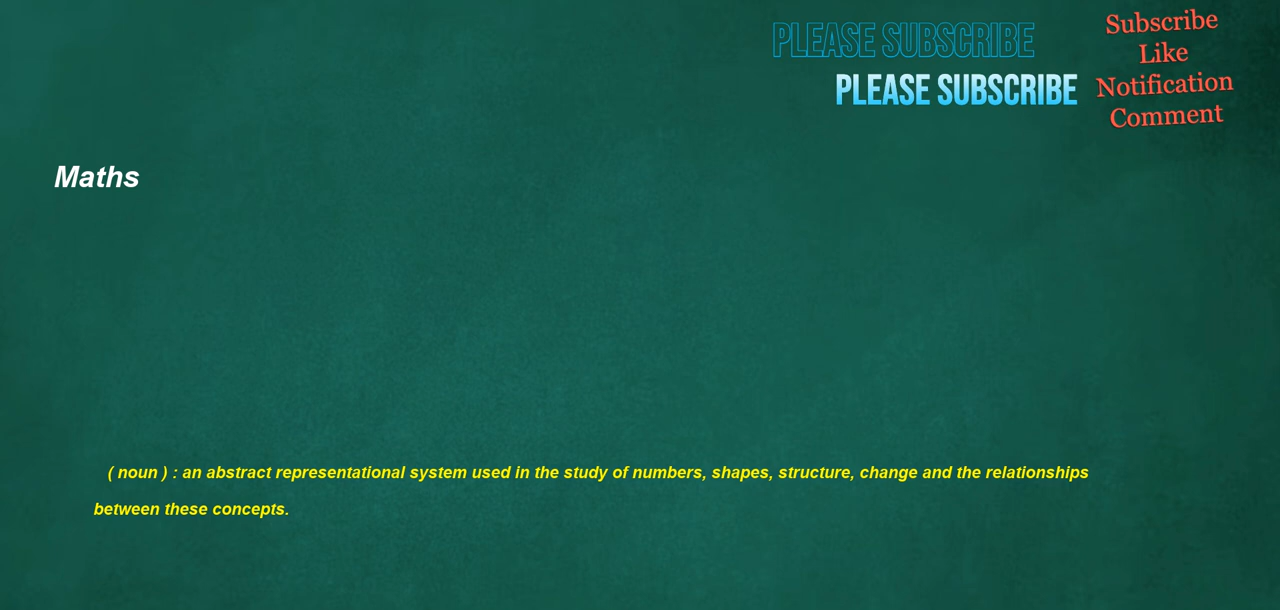 PLEASE SUBSCRIBE
PLEASE SUBSCRIBE
Subscribe
Like
Notification
Comment
Maths
( noun ) : an abstract representational system used in the study of numbers, shapes, structure, change and the relationships
between these concepts.